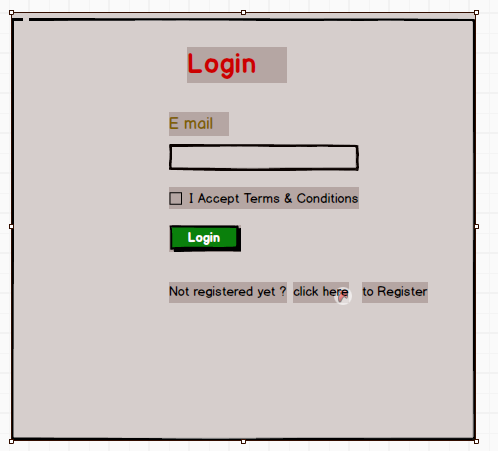 Login
E mail
I Accept Terms & Conditions
Login
Not registered yet ? click here to Register